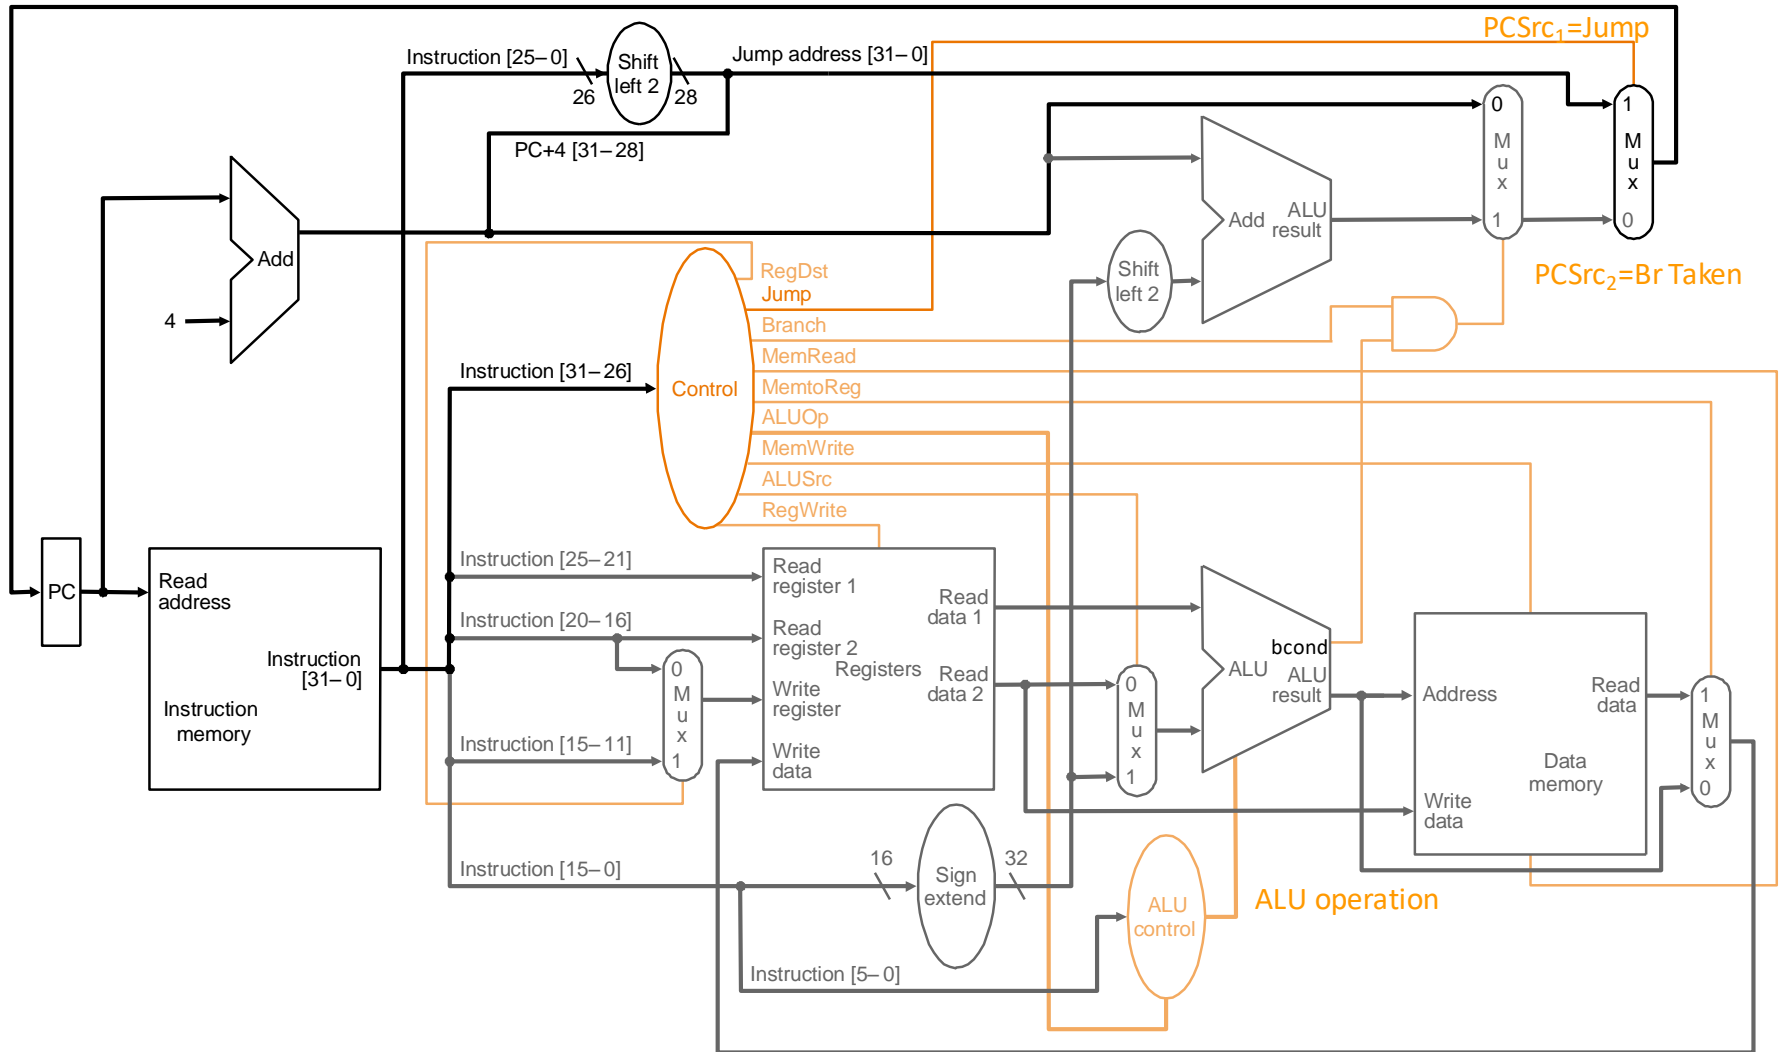 PCSrc1=Jump
Instruction [25–0]
Shift
left 2
Jump address [31–0]
26
28
PC+4 [31–28]
0
M
u
x
1
1
M
u
x
0
Add
ALU
result
Add
4
Shift
left 2
PCSrc2=Br Taken
RegDst
Jump
Branch
MemRead
MemtoReg
ALUOp
MemWrite
ALUSrc
RegWrite
Instruction [31–26]
Control
PC
Read
address
Instruction
[31–0]
Instruction
memory
Instruction [25–21]
Instruction [20–16]
Instruction [15–11]
Instruction [15–0]
0
M
u
x
1
Read
register 1
Read
register 2
Write
register
Write
data
Registers
Read
data 1
Read
data 2
0
M
u
x
1
bcond
ALU
ALU
result
Address
Write
data
Read
data
Data
memory
1
M
u
x
0
16
Sign
extend
32
ALU
control
ALU operation
Instruction [5–0]